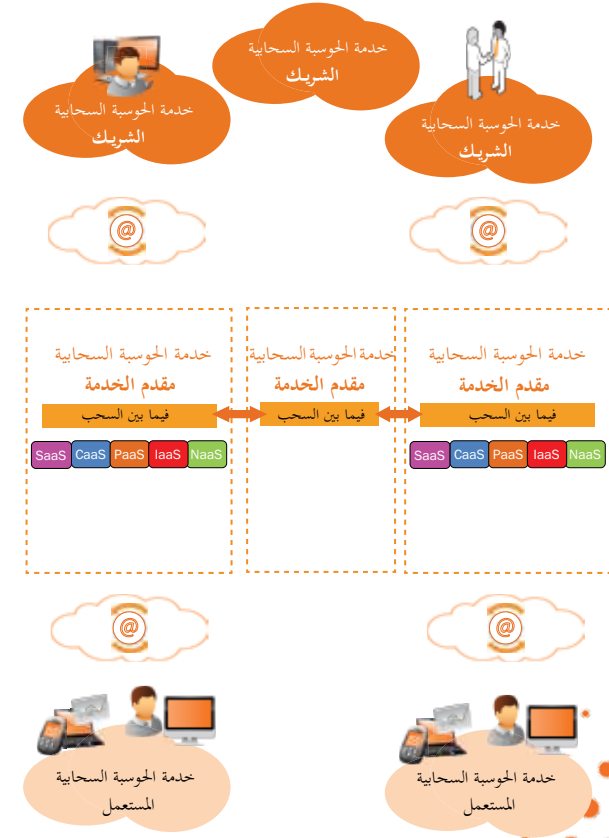 خدمة الحوسبة السحابية
الشريك
خدمة الحوسبة السحابية
الشريك
خدمة الحوسبة السحابية
الشريك
@
@
خدمة الحوسبة السحابية
مقدم الخدمة
فيما بين السحب
SaaS CaaS PaaS IaaS NaaS
خدمة الحوسبة السحابية
مقدم الخدمة
فيما بين السحب
خدمة الحوسبة السحابية
مقدم الخدمة
فيما بين السحب
SaaS CaaS PaaS IaaS NaaS
@
@
خدمة الحوسبة السحابية
المستعمل
خدمة الحوسبة السحابية
المستعمل